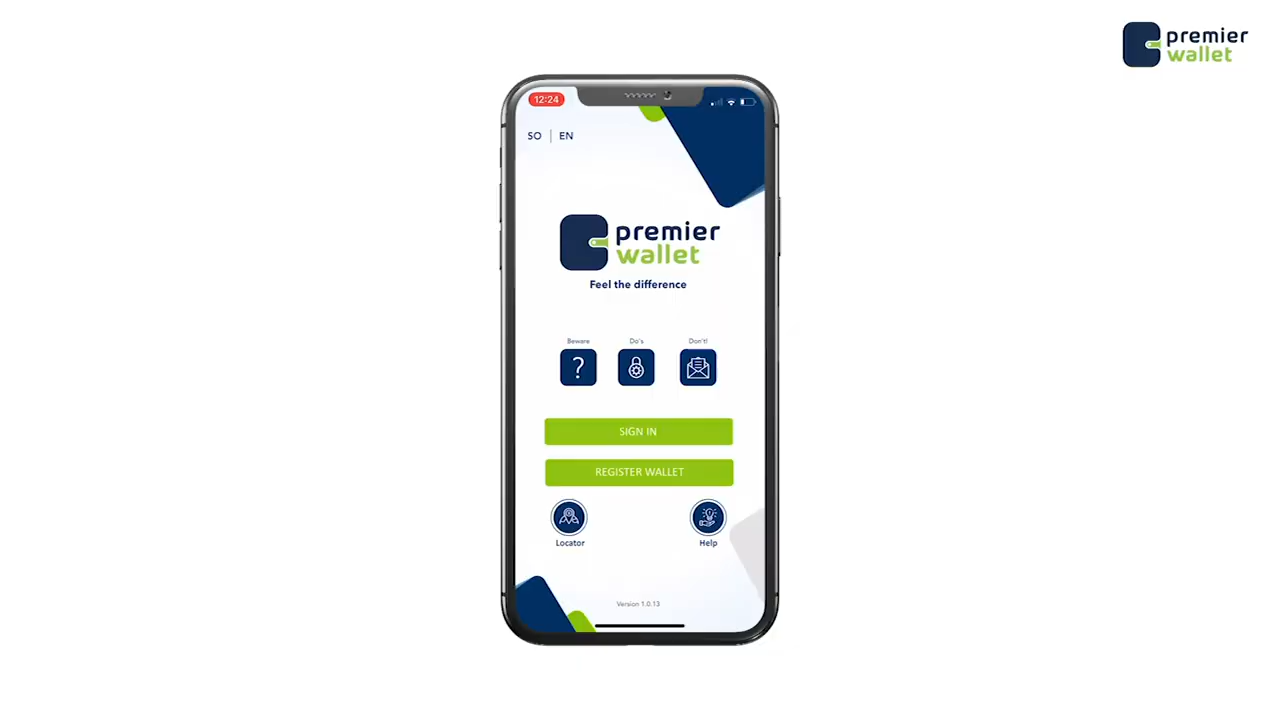 premier
wallet
12:24
SO | EN
premier
wallet
Feel the difference
Beware
Do's
Don't!
SIGN IN
REGISTER WALLET
Locator
Help
Version 1.0.13